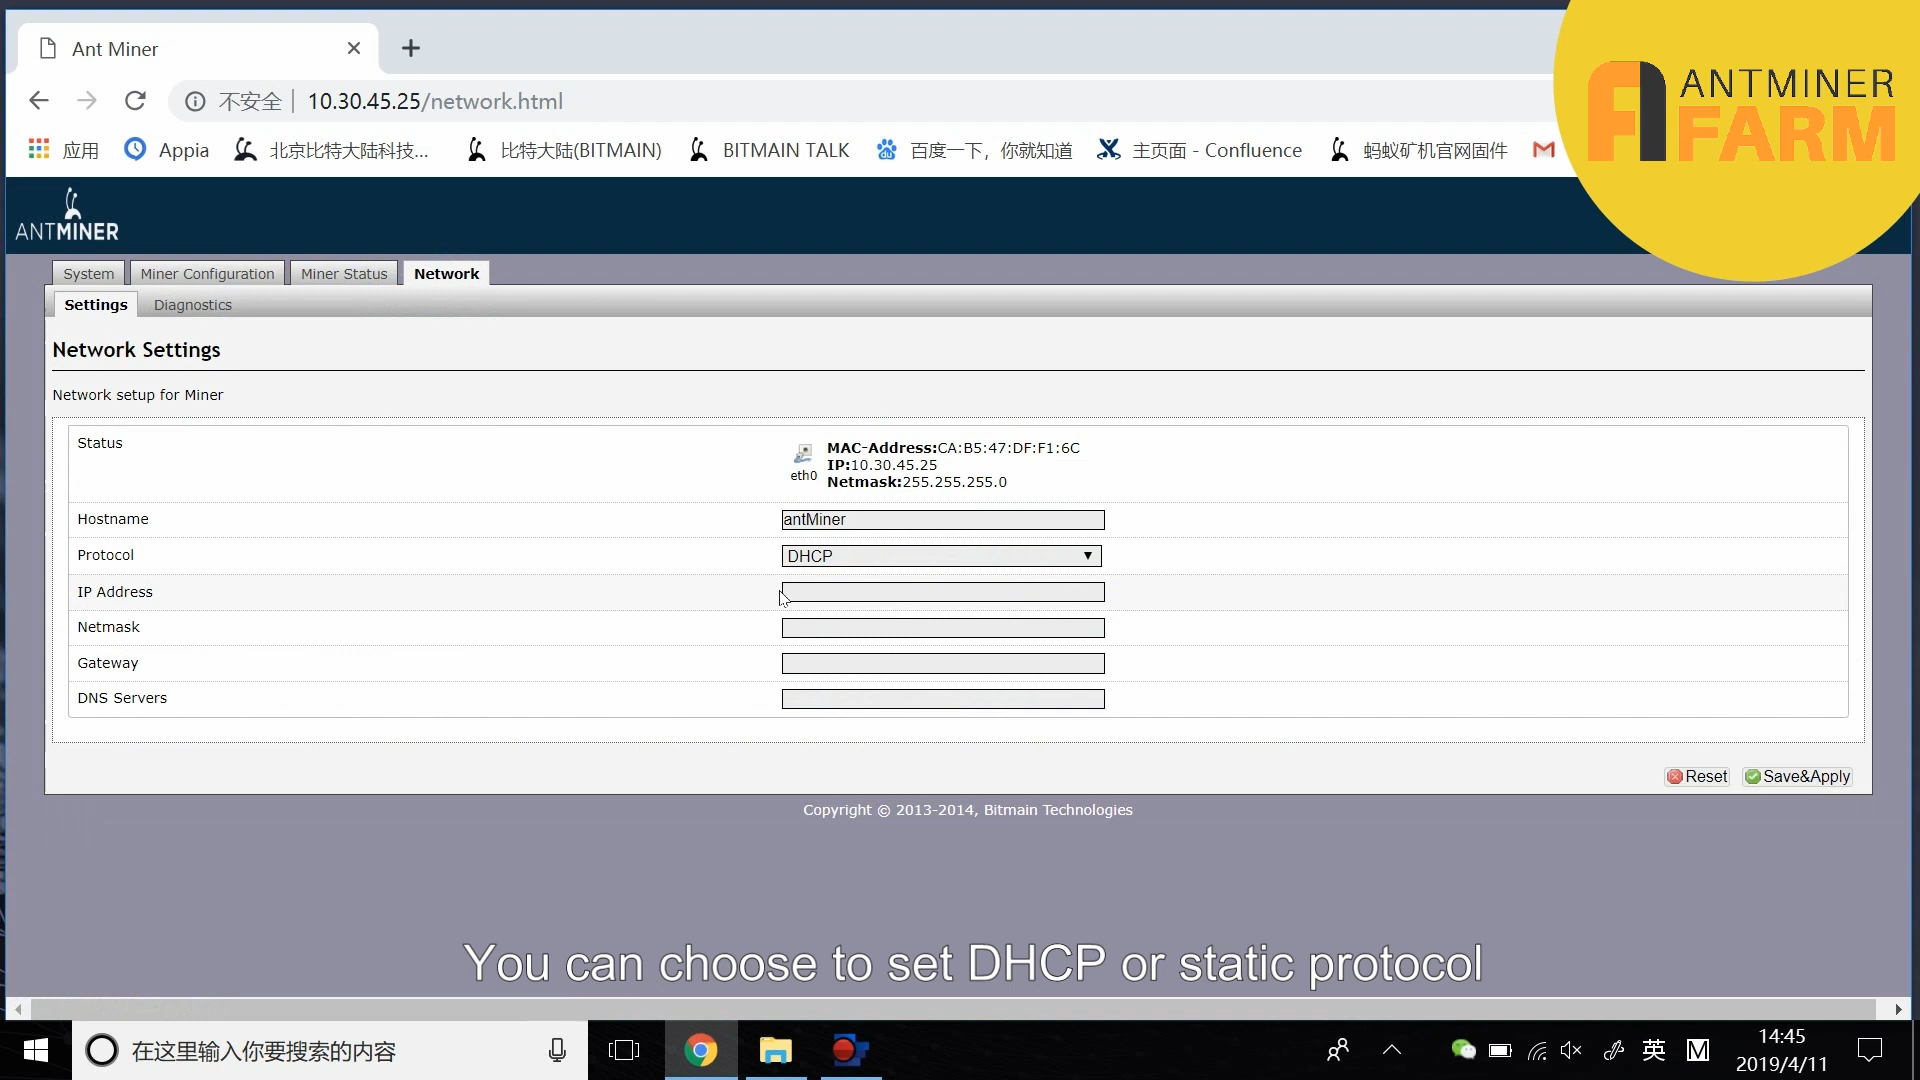 Ant Miner
不安全 | 10.30.45.25/network.html
应用 Appia 北京比特大陆科技... 比特大陆(BITMAIN) BITMAIN TALK 百度一下，你就知道 主页面 - Confluence 蚂蚁矿机官网固件
ANTMINER
FARM
ANTMINER
System Miner Configuration Miner Status Network
Settings Diagnostics
Network Settings
Network setup for Miner
Status
eth0
MAC-Address:CA:B5:47:DF:F1:6C
IP:10.30.45.25
Netmask:255.255.255.0
Hostname antMiner
Protocol DHCP
IP Address
Netmask
Gateway
DNS Servers
Reset Save&Apply
Copyright © 2013-2014, Bitmain Technologies
You can choose to set DHCP or static protocol
在这里输入你要搜索的内容
英 M
14:45
2019/4/11